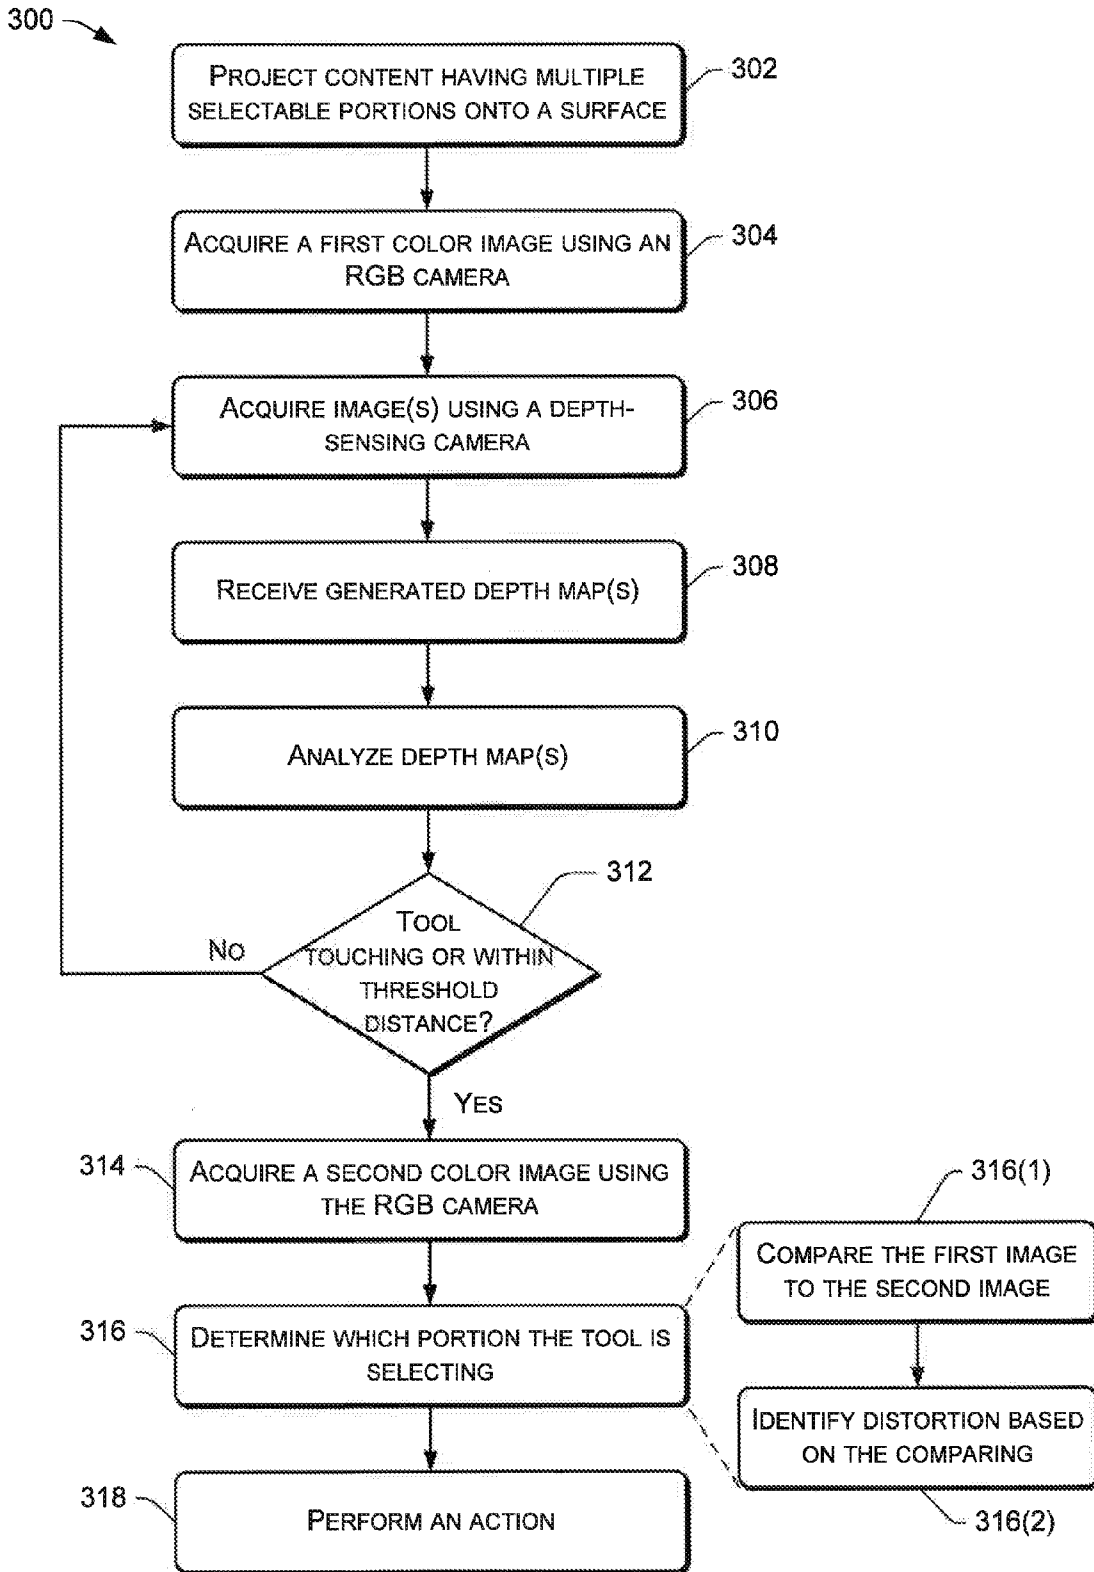 300
PROJECT CONTENT HAVING MULTIPLE
SELECTABLE PORTIONS ONTO A SURFACE
302
ACQUIRE A FIRST COLOR IMAGE USING AN
RGB CAMERA
304
ACQUIRE IMAGE(S) USING A DEPTH-
SENSING CAMERA
306
RECEIVE GENERATED DEPTH MAP(S)
308
ANALYZE DEPTH MAP(S)
310
TOOL
TOUCHING OR WITHIN
THRESHOLD
DISTANCE?
312
NO
YES
314
ACQUIRE A SECOND COLOR IMAGE USING
THE RGB CAMERA
316
DETERMINE WHICH PORTION THE TOOL IS
SELECTING
316(1)
COMPARE THE FIRST IMAGE
TO THE SECOND IMAGE
IDENTIFY DISTORTION BASED
ON THE COMPARING
316(2)
318
PERFORM AN ACTION